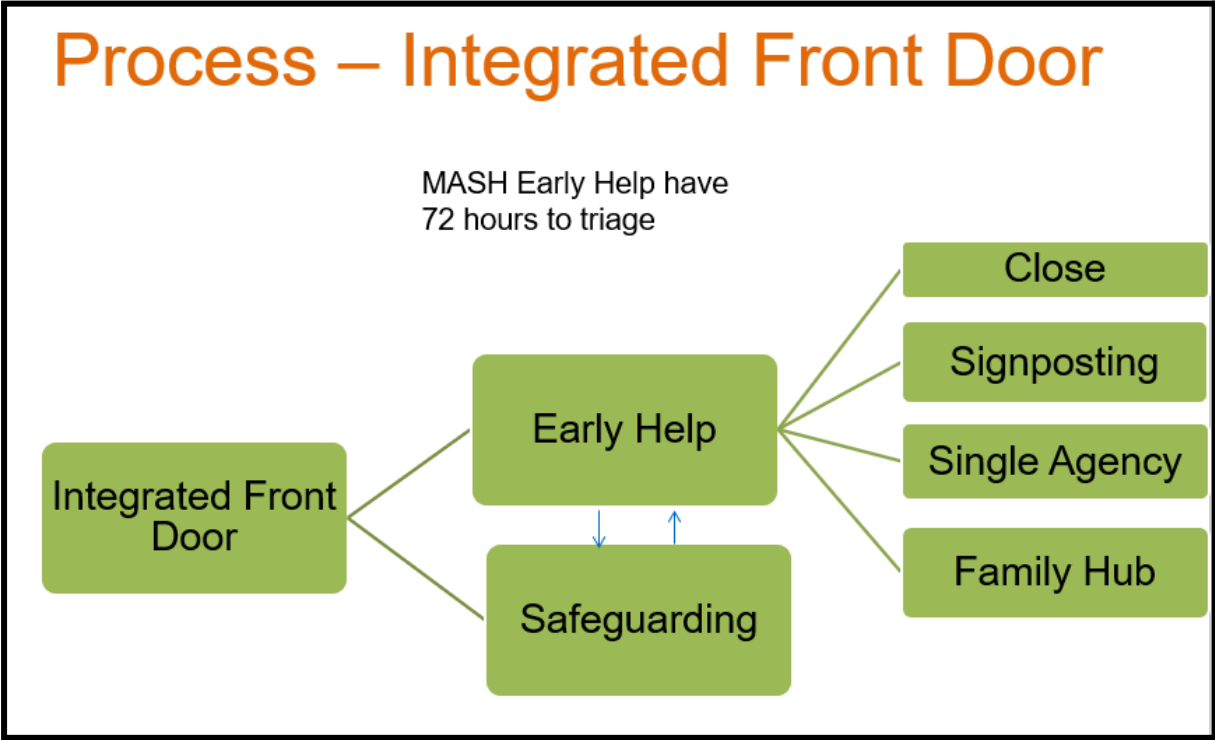 Process – Integrated Front Door
MASH Early Help have
72 hours to triage
Integrated Front
Door
Early Help
Safeguarding
Close
Signposting
Single Agency
Family Hub